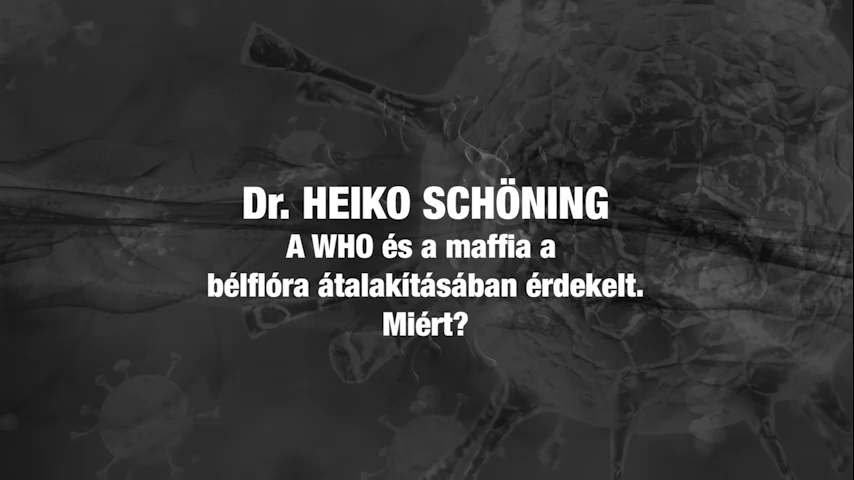 Dr. HEIKO SCHÖNING
A WHO és a maffia a
bélflóra átalakításában érdekelt.
Miért?